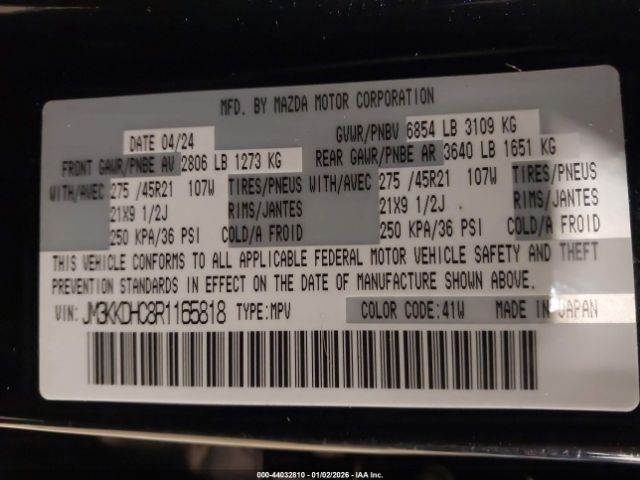 MFD. BY MAZDA MOTOR CORPORATION
DATE 04/24 GVWR/PNBV 6854 LB 3109 KG
FRONT GAWR/PNBE AV 2806 LB 1273 KG REAR GAWR/PNBE AR 3640 LB 1651 KG
WITH/AVEC 275 /45R21 107W TIRES/PNEUS WITH/AVEC 275 /45R21 107W TIRES/PNEUS
21X9 1/2J RIMS/JANTES 21X9 1/2J RIMS/JANTES
250 KPA/36 PSI COLD/A FROID 250 KPA/36 PSI COLD/A FROID
THIS VEHICLE CONFORMS TO ALL APPLICABLE FEDERAL MOTOR VEHICLE SAFETY AND THEFT
PREVENTION STANDARDS IN EFFECT ON THE DATE OF MANUFACTURE SHOWN ABOVE.
VIN: JM3KKDHC8R1165818 TYPE:MPV COLOR CODE:41W MADE IN JAPAN
000-44032810 - 01/02/2026 - IAA Inc.